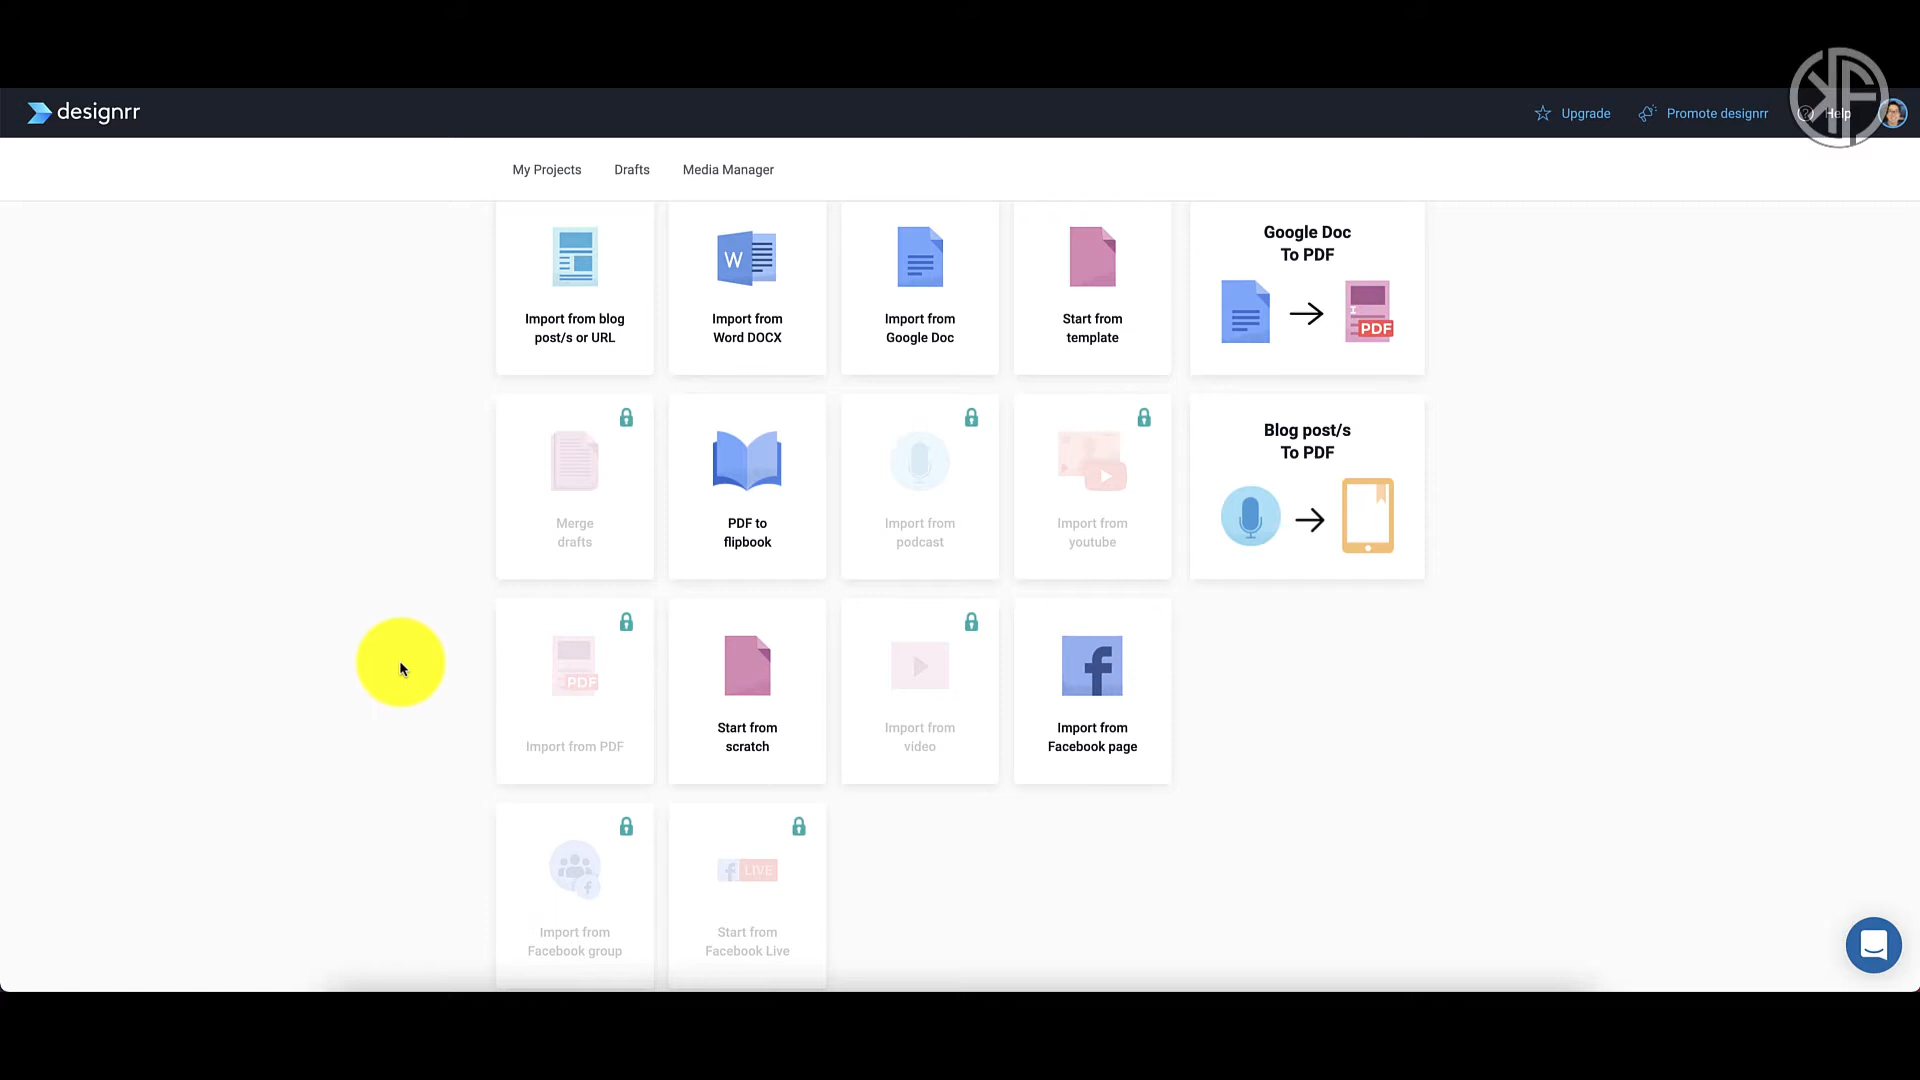 designrr
Upgrade
Promote designrr
Help
KF
My Projects
Drafts
Media Manager
Import from blog
post/s or URL
W
Import from
Word DOCX
Import from
Google Doc
Start from
template
Google Doc
To PDF
PDF
Merge
drafts
PDF to
flipbook
Import from
podcast
Import from
youtube
Blog post/s
To PDF
PDF
Import from PDF
Start from
scratch
Import from
video
f
Import from
Facebook page
f
Import from
Facebook group
f LIVE
Start from
Facebook Live